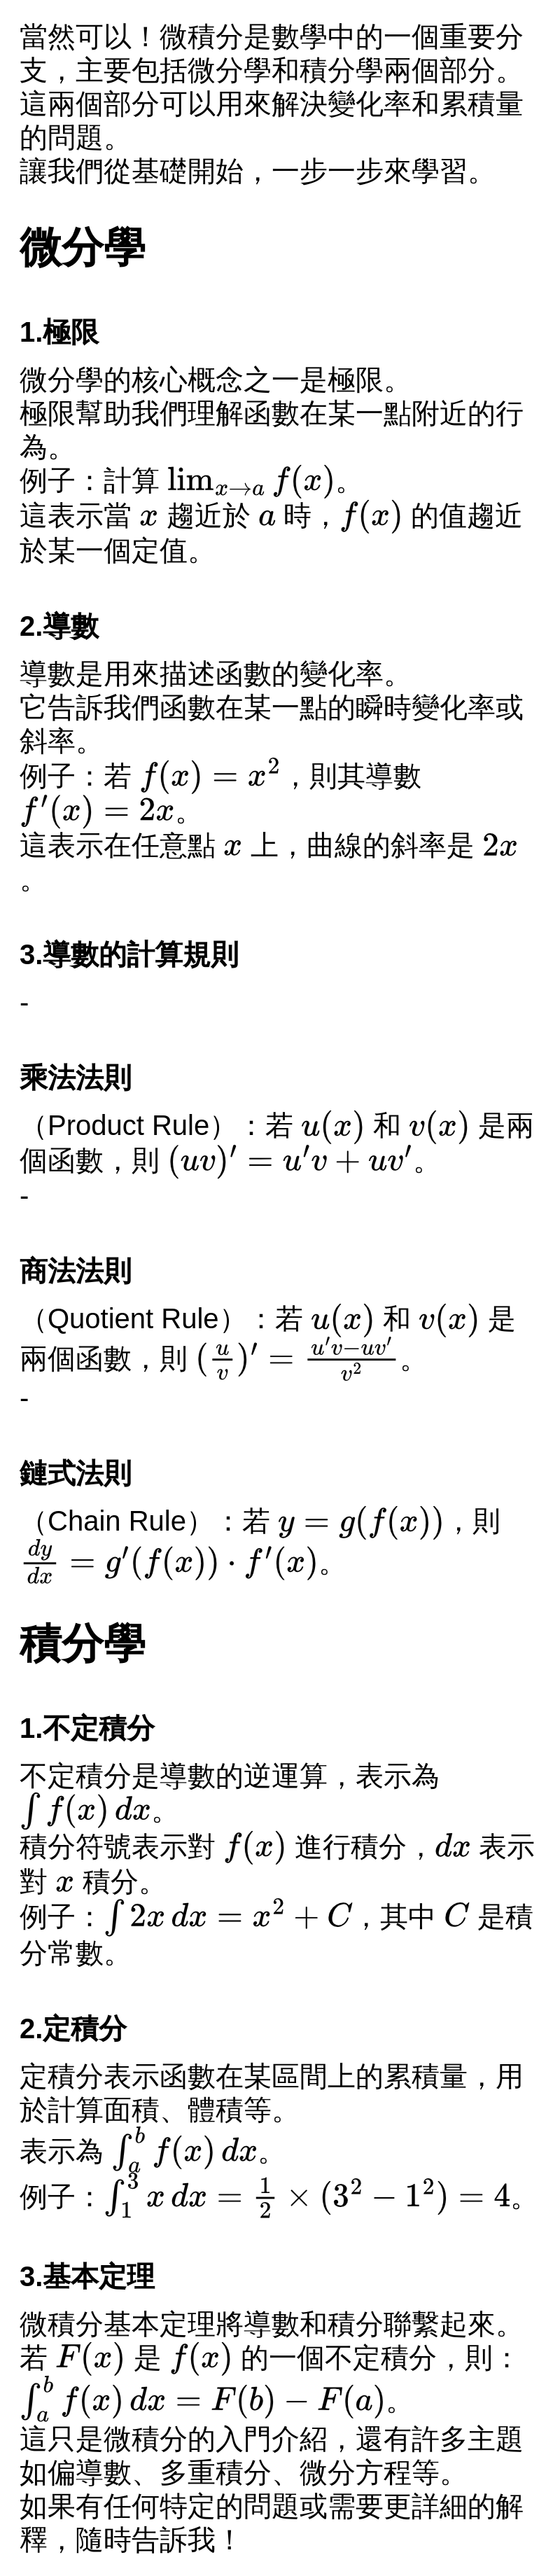 當然可以！微積分是數學中的一個重要分
支，主要包括微分學和積分學兩個部分。
這兩個部分可以用來解決變化率和累積量
的問題。
讓我們從基礎開始，一步一步來學習。
微分學
1.極限
微分學的核心概念之一是極限。
極限幫助我們理解函數在某一點附近的行
為。
例子：計算 $\lim_{x \to a} f(x)$。
這表示當 $x$ 趨近於 $a$ 時，$f(x)$ 的值趨近
於某一個定值。
2.導數
導數是用來描述函數的變化率。
它告訴我們函數在某一點的瞬時變化率或
斜率。
例子：若 $f(x) = x^2$，則其導數
$f'(x) = 2x$。
這表示在任意點 $x$ 上，曲線的斜率是 $2x$
。
3.導數的計算規則
-
乘法法則
（Product Rule）：若 $u(x)$ 和 $v(x)$ 是兩
個函數，則 $(uv)' = u'v + uv'$。
-
商法法則
（Quotient Rule）：若 $u(x)$ 和 $v(x)$ 是
兩個函數，則 $(\frac{u}{v})' = \frac{u'v - uv'}{v^2}$。
-
鏈式法則
（Chain Rule）：若 $y = g(f(x))$，則
$\frac{dy}{dx} = g'(f(x)) \cdot f'(x)$。
積分學
1.不定積分
不定積分是導數的逆運算，表示為
$\int f(x) \, dx$。
積分符號表示對 $f(x)$ 進行積分，$dx$ 表示
對 $x$ 積分。
例子：$\int 2x \, dx = x^2 + C$，其中 $C$ 是積
分常數。
2.定積分
定積分表示函數在某區間上的累積量，用
於計算面積、體積等。
表示為 $\int_a^b f(x) \, dx$。
例子：$\int_1^3 x \, dx = \frac{1}{2} \times (3^2 - 1^2) = 4$。
3.基本定理
微積分基本定理將導數和積分聯繫起來。
若 $F(x)$ 是 $f(x)$ 的一個不定積分，則：
$\int_a^b f(x) \, dx = F(b) - F(a)$。
這只是微積分的入門介紹，還有許多主題
如偏導數、多重積分、微分方程等。
如果有任何特定的問題或需要更詳細的解
釋，隨時告訴我！